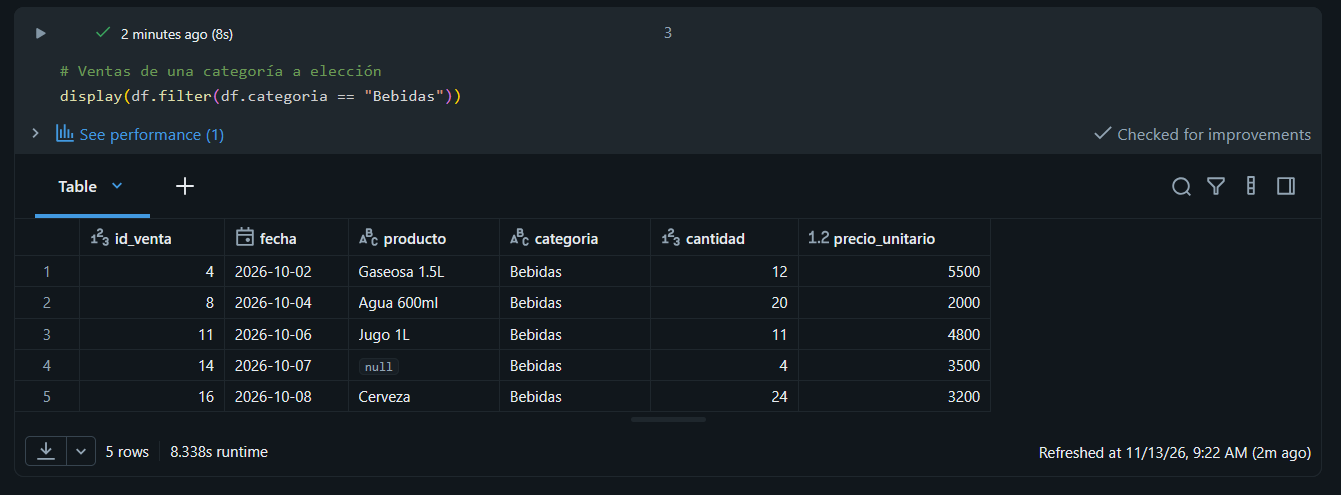 2 minutes ago (8s) 3
# Ventas de una categoría a elección
display(df.filter(df.categoria == "Bebidas"))
See performance (1) Checked for improvements
Table
id_venta fecha producto categoria cantidad 1.2 precio_unitario
1 4 2026-10-02 Gaseosa 1.5L Bebidas 12 5500
2 8 2026-10-04 Agua 600ml Bebidas 20 2000
3 11 2026-10-06 Jugo 1L Bebidas 11 4800
4 14 2026-10-07 null Bebidas 4 3500
5 16 2026-10-08 Cerveza Bebidas 24 3200
5 rows 8.338s runtime Refreshed at 11/13/26, 9:22 AM (2m ago)